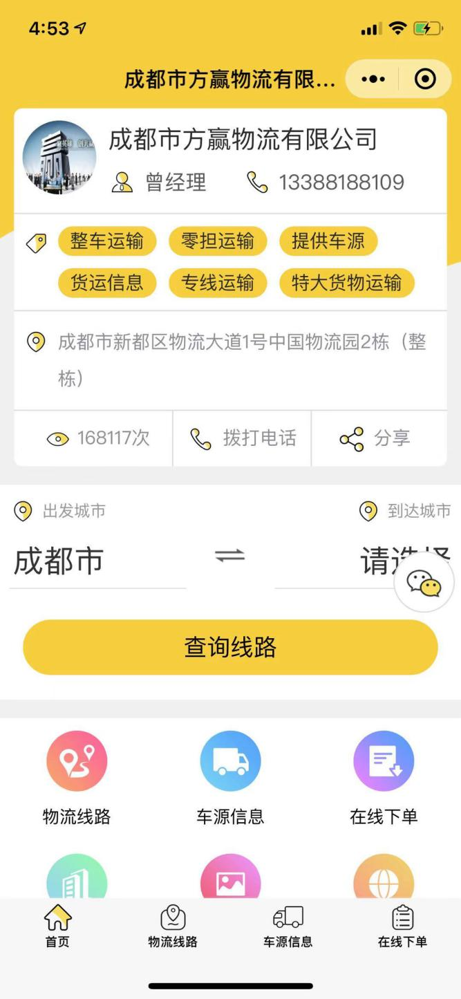 4:53
成都市方赢物流有限...
成都市方赢物流有限公司
曾经理 13388188109
整车运输 零担运输 提供车源
货运信息 专线运输 特大货物运输
成都市新都区物流大道1号中国物流园2栋（整
栋）
168117次 拨打电话 分享
出发城市 到达城市
成都市 请选择
查询线路
物流线路 车源信息 在线下单
首页 物流线路 车源信息 在线下单